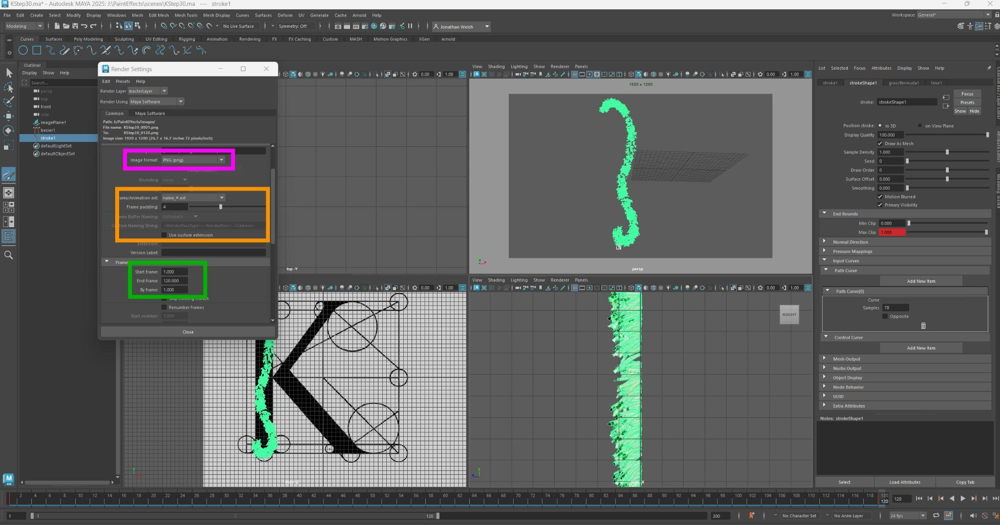 KStep30.ma* - Autodesk MAYA 2025: J:\PaintEffects\scenes\KStep30.ma --- stroke1
File Edit Create Select Modify Display Windows Mesh Edit Mesh Mesh Tools Mesh Display Curves Surfaces Deform UV Generate Cache Arnold Help
Workspace: General*
Modeling No Live Surface Symmetry: Off Jonathan Welch
Curves Surfaces Poly Modeling Sculpting UV Editing Rigging Animation Rendering FX FX Caching Custom MASH Motion Graphics XGen Arnold
Outliner
Display Show Help
Search...
persp
top
front
side
imagePlane1
bezier1
stroke1
defaultLightSet
defaultObjectSet
Render Settings
Edit Presets Help
Render Layer masterLayer
Render Using Maya Software
Common Maya Software
Path: J:/PaintEffects/images/
File name: KStep30_0001.png
To: KStep30_0120.png
Image size: 1920 x 1200 (26.7 x 16.7 inches 72 pixels/inch)
Image format: PNG (png)
Encoding none
ame/Animation ext: name_#.ext
Frame padding: 4
ame Buffer Naming: Automatic
Custom Naming String: <RenderPassType>:<RenderPass>.<Camera>
Use custom extension
Extension:
Version Label:
Frame
Start frame: 1.000
End frame: 120.000
By frame: 1.000
Skip existing frames
Renumber frames
Start number: 1.000
Close
0.00 1.00
top -Y
View Shading Lighting Show Renderer Panels
0.00 1.00
1920 x 1200
persp
0.00 1.00
front -Z
View Shading Lighting Show Renderer Panels
0.00 1.00
RIGHT
List Selected Focus Attributes Display Show Help
stroke1 strokeShape1 grassBermuda1 time1
stroke: strokeShape1
Focus
Presets
Show Hide
Position stroke: in 3D on View Plane
Display Quality 100.000
Draw As Mesh
Sample Density 1.000
Seed 0
Draw Order 0
Surface Offset 0.000
Smoothing 0.000
Motion Blurred
Primary Visibility
End Bounds
Min Clip 0.000
Max Clip 1.000
Normal Direction
Pressure Mappings
Input Curves
Path Curve
Add New Item
Path Curve[0]
Curve
Samples 78
Opposite
Control Curve
Add New Item
Mesh Output
Nurbs Output
Object Display
Node Behavior
UUID
Extra Attributes
Notes: strokeShape1
Select Load Attributes Copy Tab
Channel Box / Layer Editor
Attribute Editor
Modeling Toolkit
2 4 6 8 10 12 14 16 18 20 22 24 26 28 30 32 34 36 38 40 42 44 46 48 50 52 54 56 58 60 62 64 66 68 70 72 74 76 78 80 82 84 86 88 90 92 94 96 98 100 102 104 106 108 110 112 114 116 118 120
120 120
1 1 120 200 No Character Set No Anim Layer 24 fps